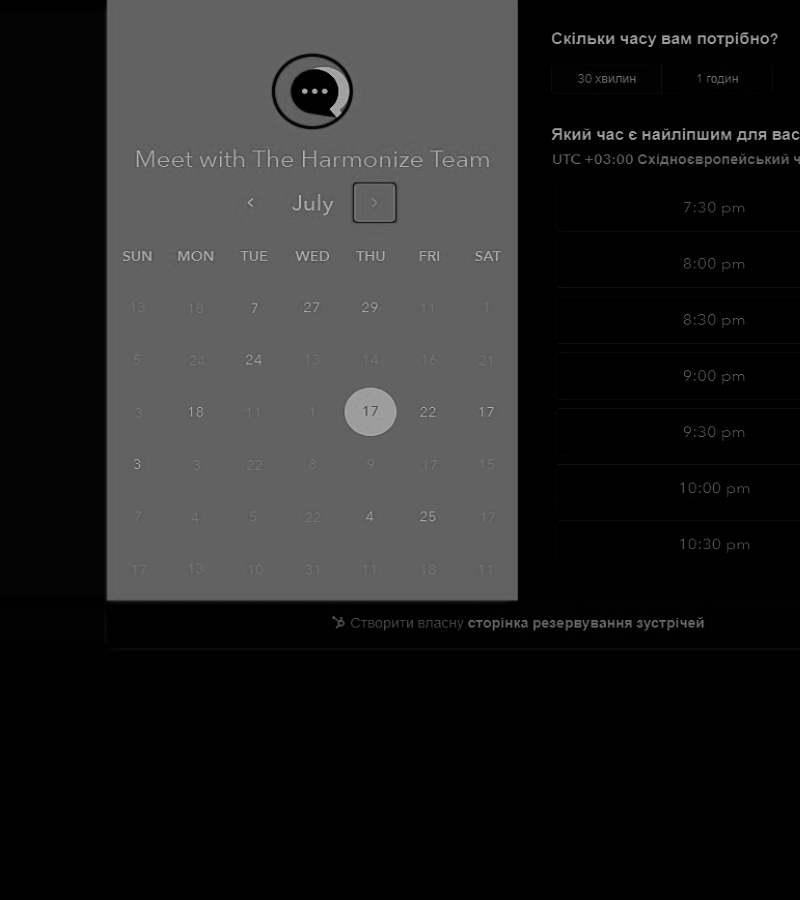 Meet with The Harmonize Team
July
SUN MON TUE WED THU FRI SAT
13 18 7 27 29 11 1
5 24 24 13 14 16 21
3 18 11 1 17 22 17
3 3 22 8 9 17 15
7 4 5 22 4 25 17
17 13 10 31 11 18 11
Скільки часу вам потрібно?
30 хвилин 1 годин
Який час є найліпшим для вас
UTC +03:00 Східноєвропейський ч
7:30 pm
8:00 pm
8:30 pm
9:00 pm
9:30 pm
10:00 pm
10:30 pm
Створити власну сторінка резервування зустрічей